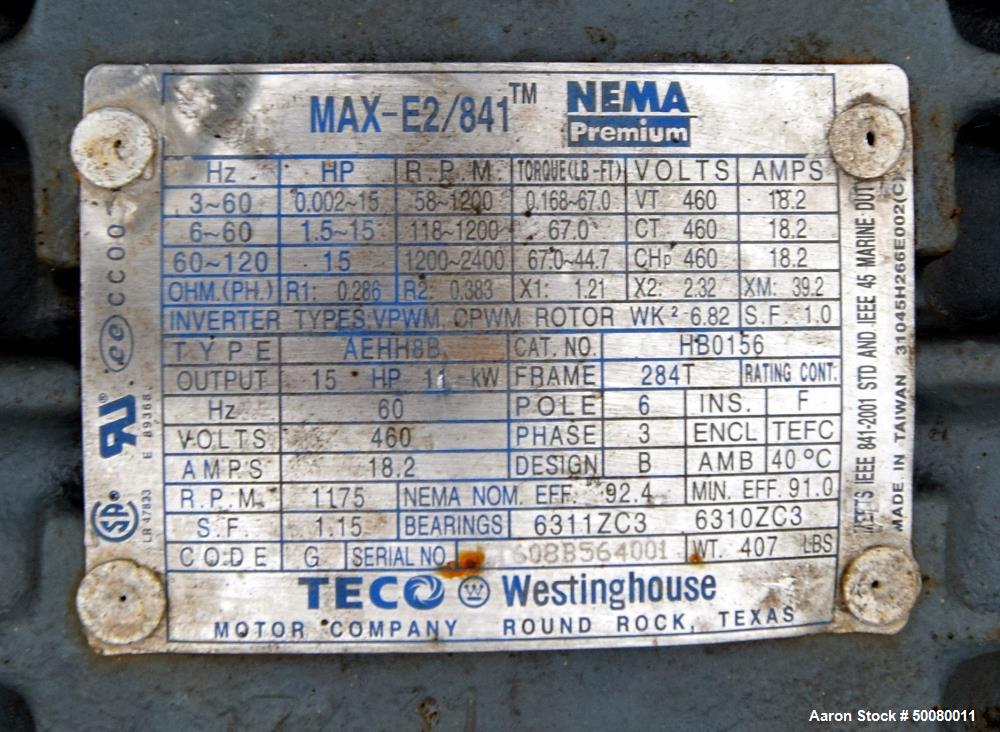 MAX-E2/841™ NEMA Premium
Hz HP R.P.M. TORQUE(LB-FT) VOLTS AMPS
3~60 0.002~15 58~1200 0.168~67.0 VT 460 18.2
6~60 1.5~15 118~1200 67.0 CT 460 18.2
60~120 15 1200~2400 67.0~44.7 CHp 460 18.2
OHM.(PH.) R1: 0.286 R2: 0.383 X1: 1.21 X2: 2.32 XM: 39.2
INVERTER TYPES:VPWM, CPWM ROTOR WK²-6.82 S.F. 1.0
TYPE AEHH8B CAT. NO. HB0156
OUTPUT 15 HP 11 kW FRAME 284T RATING CONT.
Hz 60 POLE 6 INS. F
VOLTS 460 PHASE 3 ENCL TEFC
AMPS 18.2 DESIGN B AMB 40°C
R.P.M. 1175 NEMA NOM. EFF. 92.4 MIN. EFF. 91.0
S.F. 1.15 BEARINGS 6311ZC3 6310ZC3
CODE G SERIAL NO. 608B564001 WT. 407 LBS
TECO Westinghouse
MOTOR COMPANY ROUND ROCK, TEXAS
ee CC00
UR ® E 89368
SP ® LR 47833
MEETS IEEE 841-2001 STD AND IEEE 45 MARINE DUTY
MADE IN TAIWAN 31045H266E002(C)
Aaron Stock # 50080011